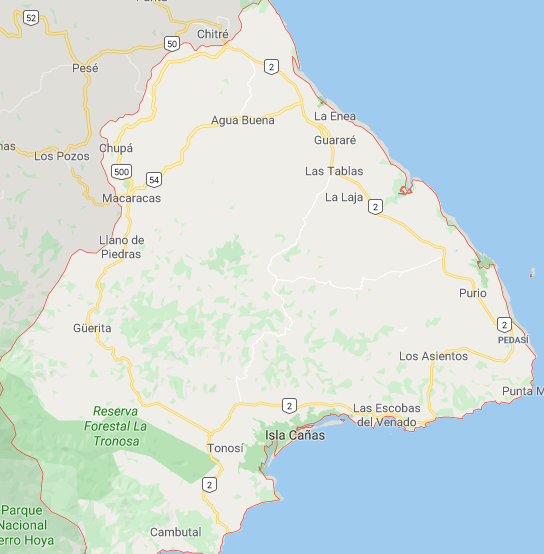 Punta
52
Chitré
50
2
Pesé
La Enea
Agua Buena
Guararé
Chupá
Los Pozos
500
54
Las Tablas
Macaracas
La Laja
2
Llano de
Piedras
Purio
Güerita
2
PEDASÍ
Los Asientos
Punta M
2
Las Escobas
del Venado
Reserva
Forestal La
Tronosa
Isla Cañas
Tonosí
2
Parque
Nacional
erro Hoya
Cambutal